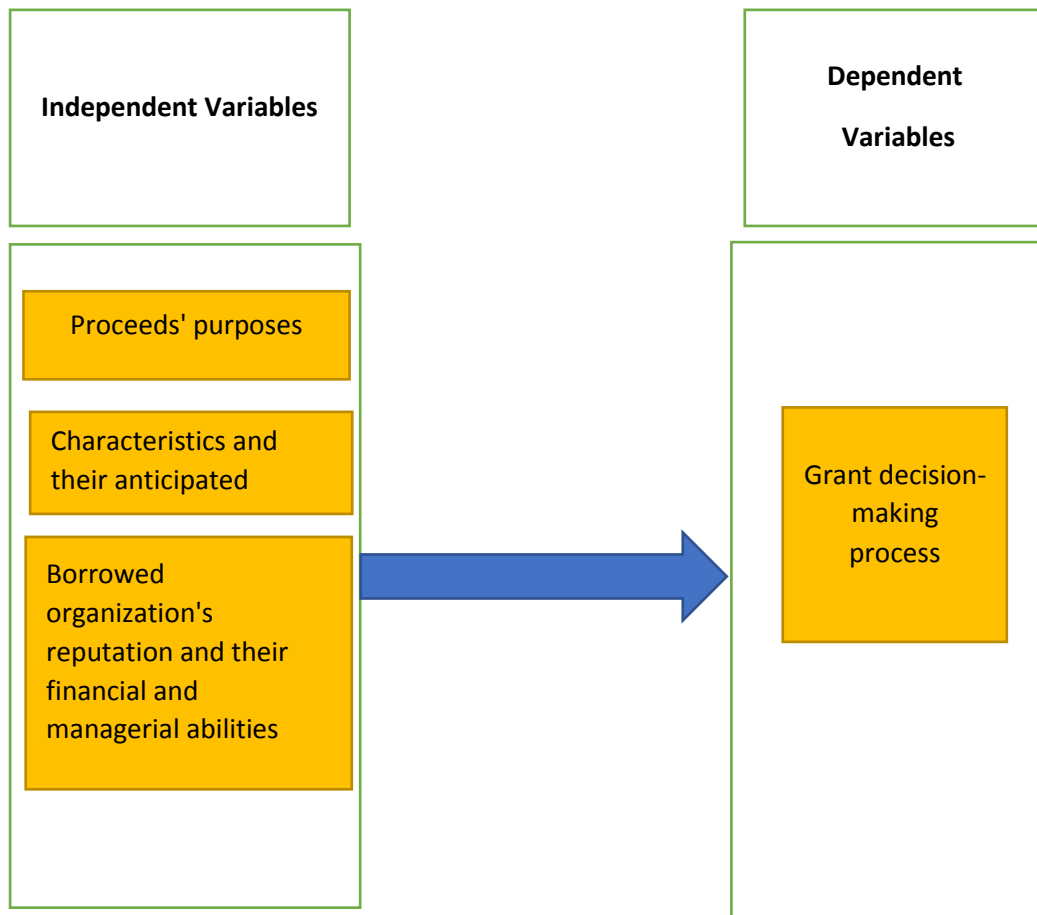 Independent Variables
Dependent
Variables
Proceeds' purposes
Characteristics and
their anticipated
Borrowed
organization's
reputation and their
financial and
managerial abilities
Grant decision-
making
process